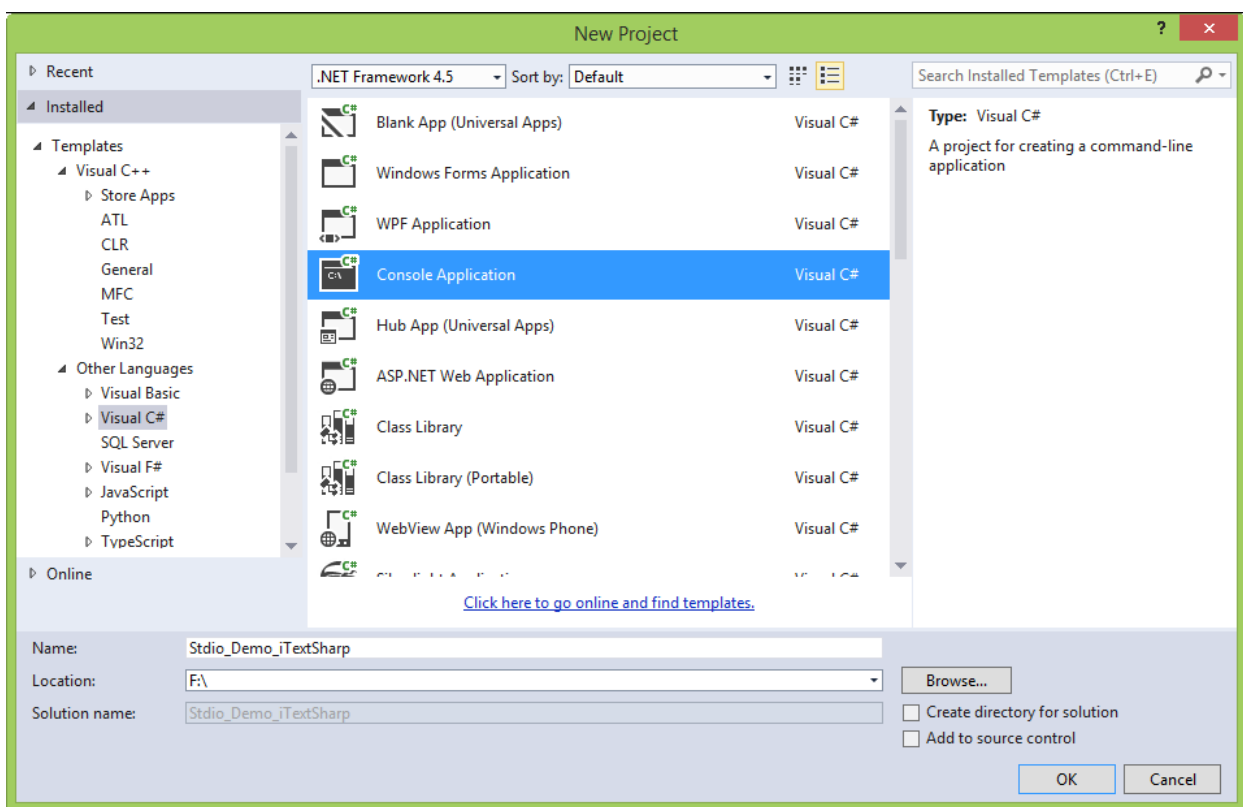 New Project
?
Recent
.NET Framework 4.5
Sort by: Default
Search Installed Templates (Ctrl+E)
Installed
Templates
Visual C++
Store Apps
ATL
CLR
General
MFC
Test
Win32
Other Languages
Visual Basic
Visual C#
SQL Server
Visual F#
JavaScript
Python
TypeScript
Online
C# Blank App (Universal Apps) Visual C#
C# Windows Forms Application Visual C#
C# WPF Application Visual C#
C# C:\ Console Application Visual C#
C# Hub App (Universal Apps) Visual C#
C# ASP.NET Web Application Visual C#
C# Class Library Visual C#
C# Class Library (Portable) Visual C#
C# WebView App (Windows Phone) Visual C#
C#
Click here to go online and find templates.
Type: Visual C#
A project for creating a command-line
application
Name: Stdio_Demo_iTextSharp
Location: F:\
Browse...
Solution name: Stdio_Demo_iTextSharp
Create directory for solution
Add to source control
OK
Cancel